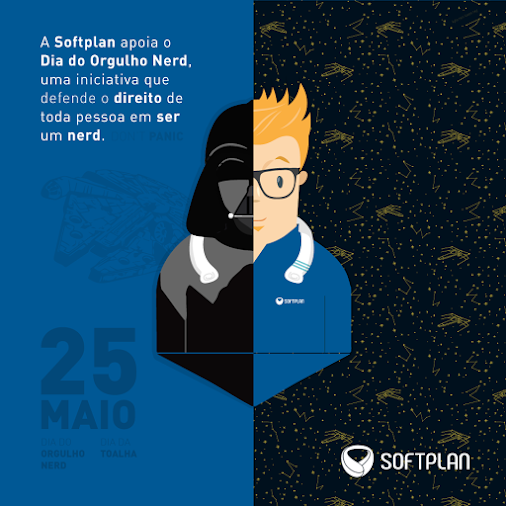 A Softplan apoia o
Dia do Orgulho Nerd,
uma iniciativa que
defende o direito de
toda pessoa em ser
um nerd.
PANIC
SOFTPLAN
25
MAIO
DIA DO
ORGULHO
NERD
DIA DA
TOALHA
SOFTPLAN